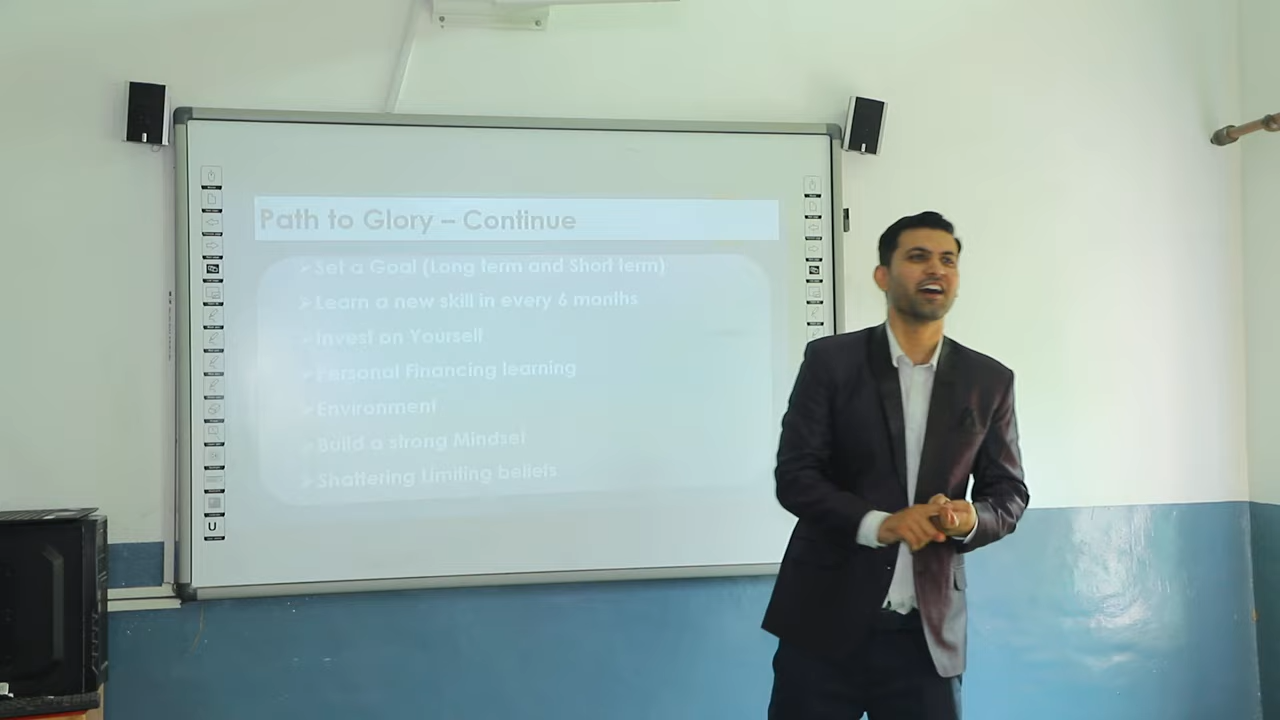 Path to Glory – Continue
➢Set a Goal (Long term and Short term)
➢Learn a new skill in every 6 months
➢Invest on Yourself
➢Personal Financing learning
➢Environment
➢Build a strong Mindset
➢Shattering Limiting beliefs
U